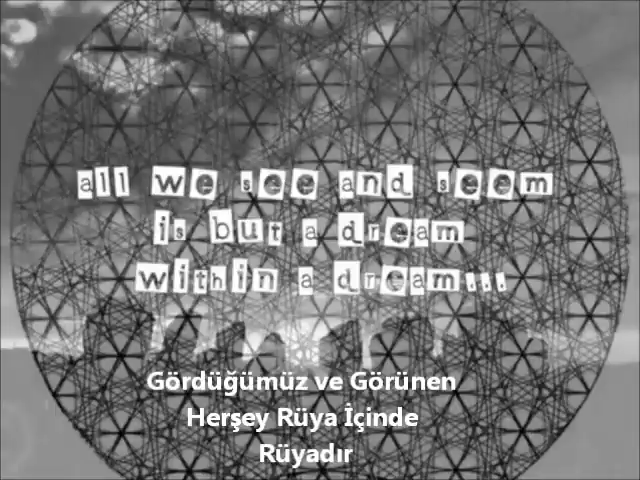 all we see and seem
is but a dream
within a dream...
Gördüğümüz ve Görünen
Herşey Rüya İçinde
Rüyadır